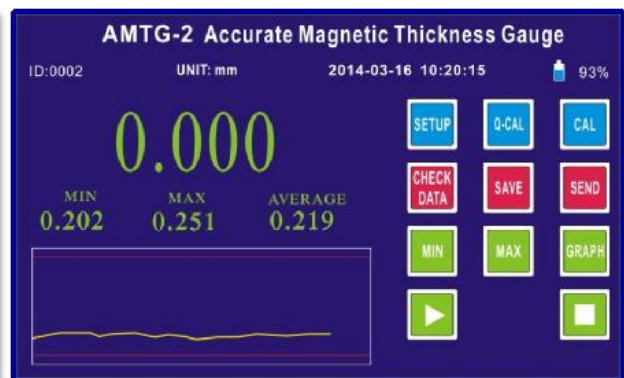 AMTG-2 Accurate Magnetic Thickness Gauge
ID:0002 UNIT: mm 2014-03-16 10:20:15 93%
0.000
MIN MAX AVERAGE
0.202 0.251 0.219
SETUP Q-CAL CAL
CHECK DATA SAVE SEND
MIN MAX GRAPH